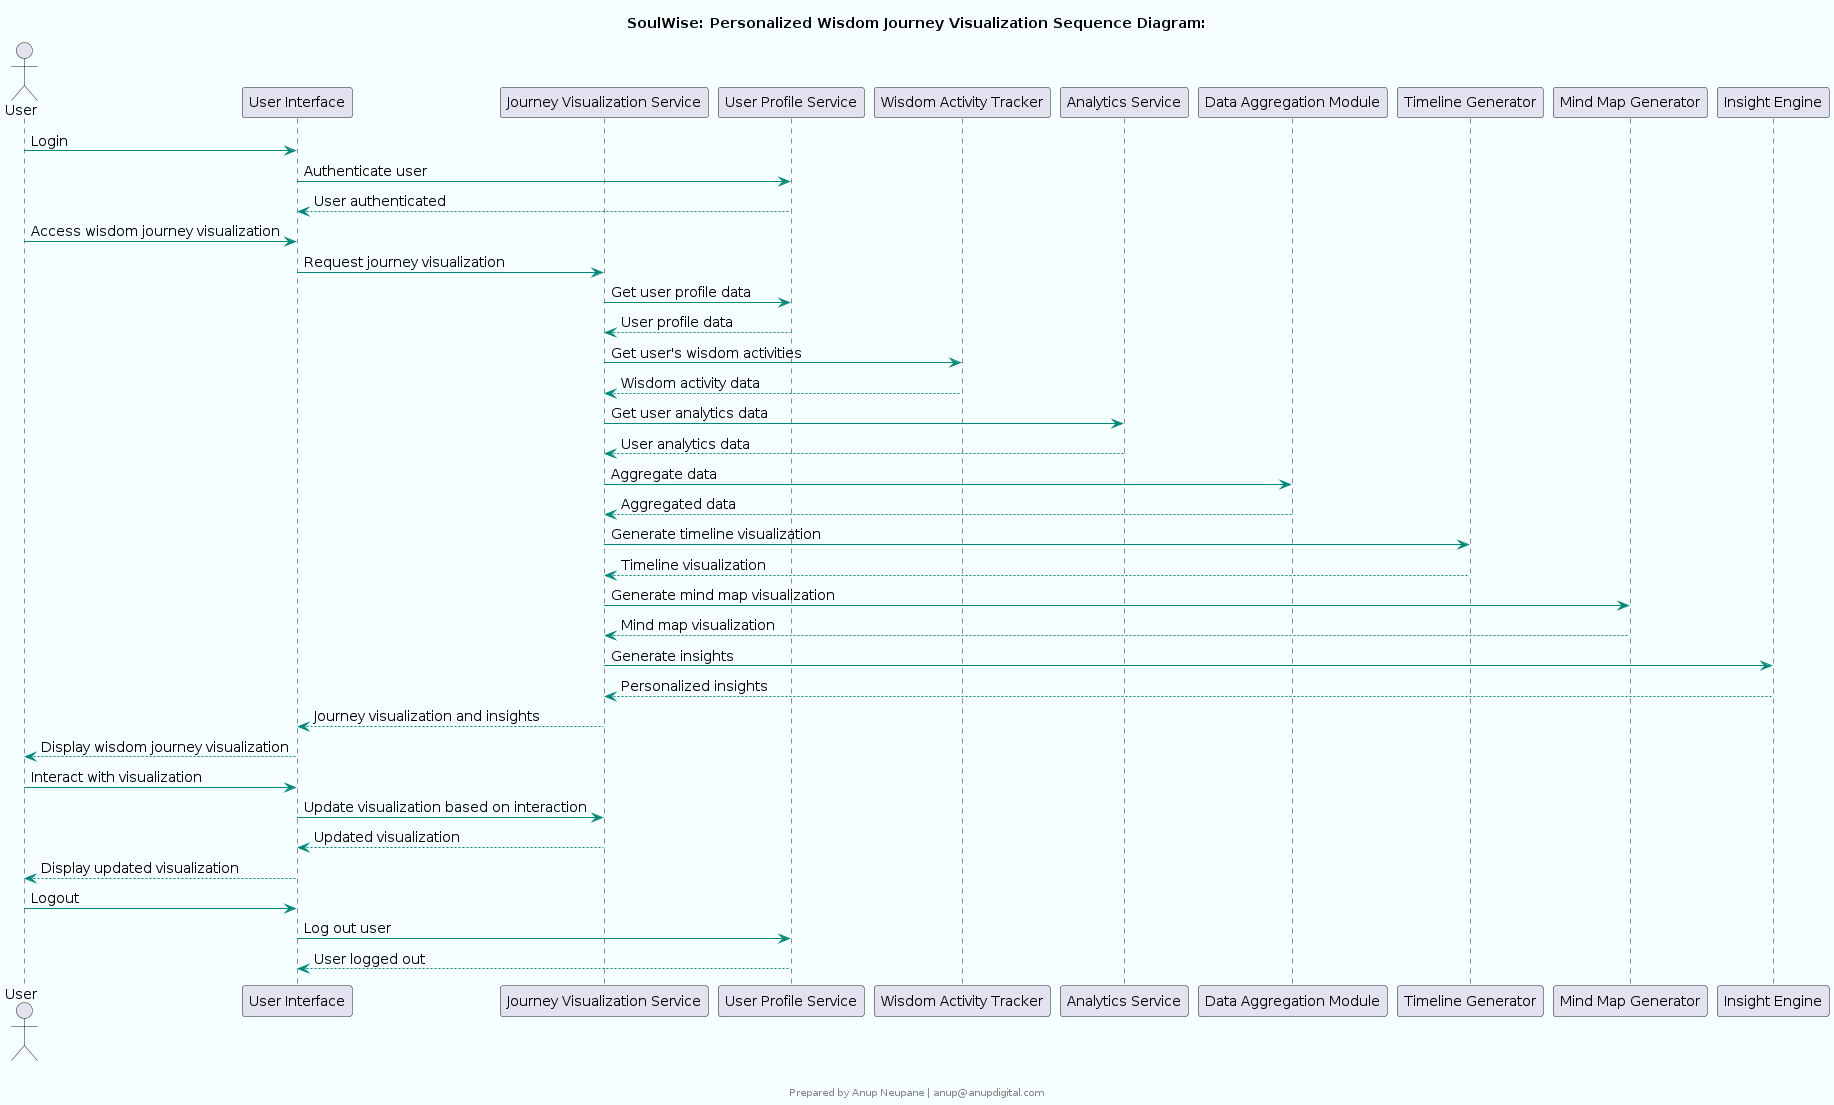 SoulWise: Personalized Wisdom Journey Visualization Sequence Diagram:
User
User Interface
Journey Visualization Service
User Profile Service
Wisdom Activity Tracker
Analytics Service
Data Aggregation Module
Timeline Generator
Mind Map Generator
Insight Engine
Login
Authenticate user
User authenticated
Access wisdom journey visualization
Request journey visualization
Get user profile data
User profile data
Get user's wisdom activities
Wisdom activity data
Get user analytics data
User analytics data
Aggregate data
Aggregated data
Generate timeline visualization
Timeline visualization
Generate mind map visualization
Mind map visualization
Generate insights
Personalized insights
Journey visualization and insights
Display wisdom journey visualization
Interact with visualization
Update visualization based on interaction
Updated visualization
Display updated visualization
Logout
Log out user
User logged out
User
User Interface
Journey Visualization Service
User Profile Service
Wisdom Activity Tracker
Analytics Service
Data Aggregation Module
Timeline Generator
Mind Map Generator
Insight Engine
Prepared by Anup Neupane | anup@anupdigital.com